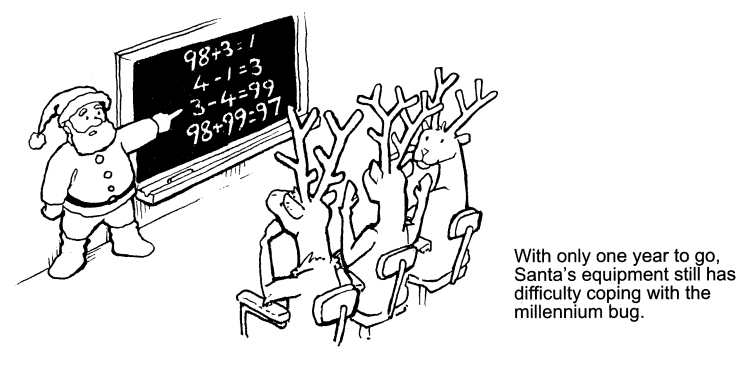 98+3=1
4-1=3
3-4=99
98+99=97
With only one year to go,
Santa's equipment still has
difficulty coping with the
millennium bug.